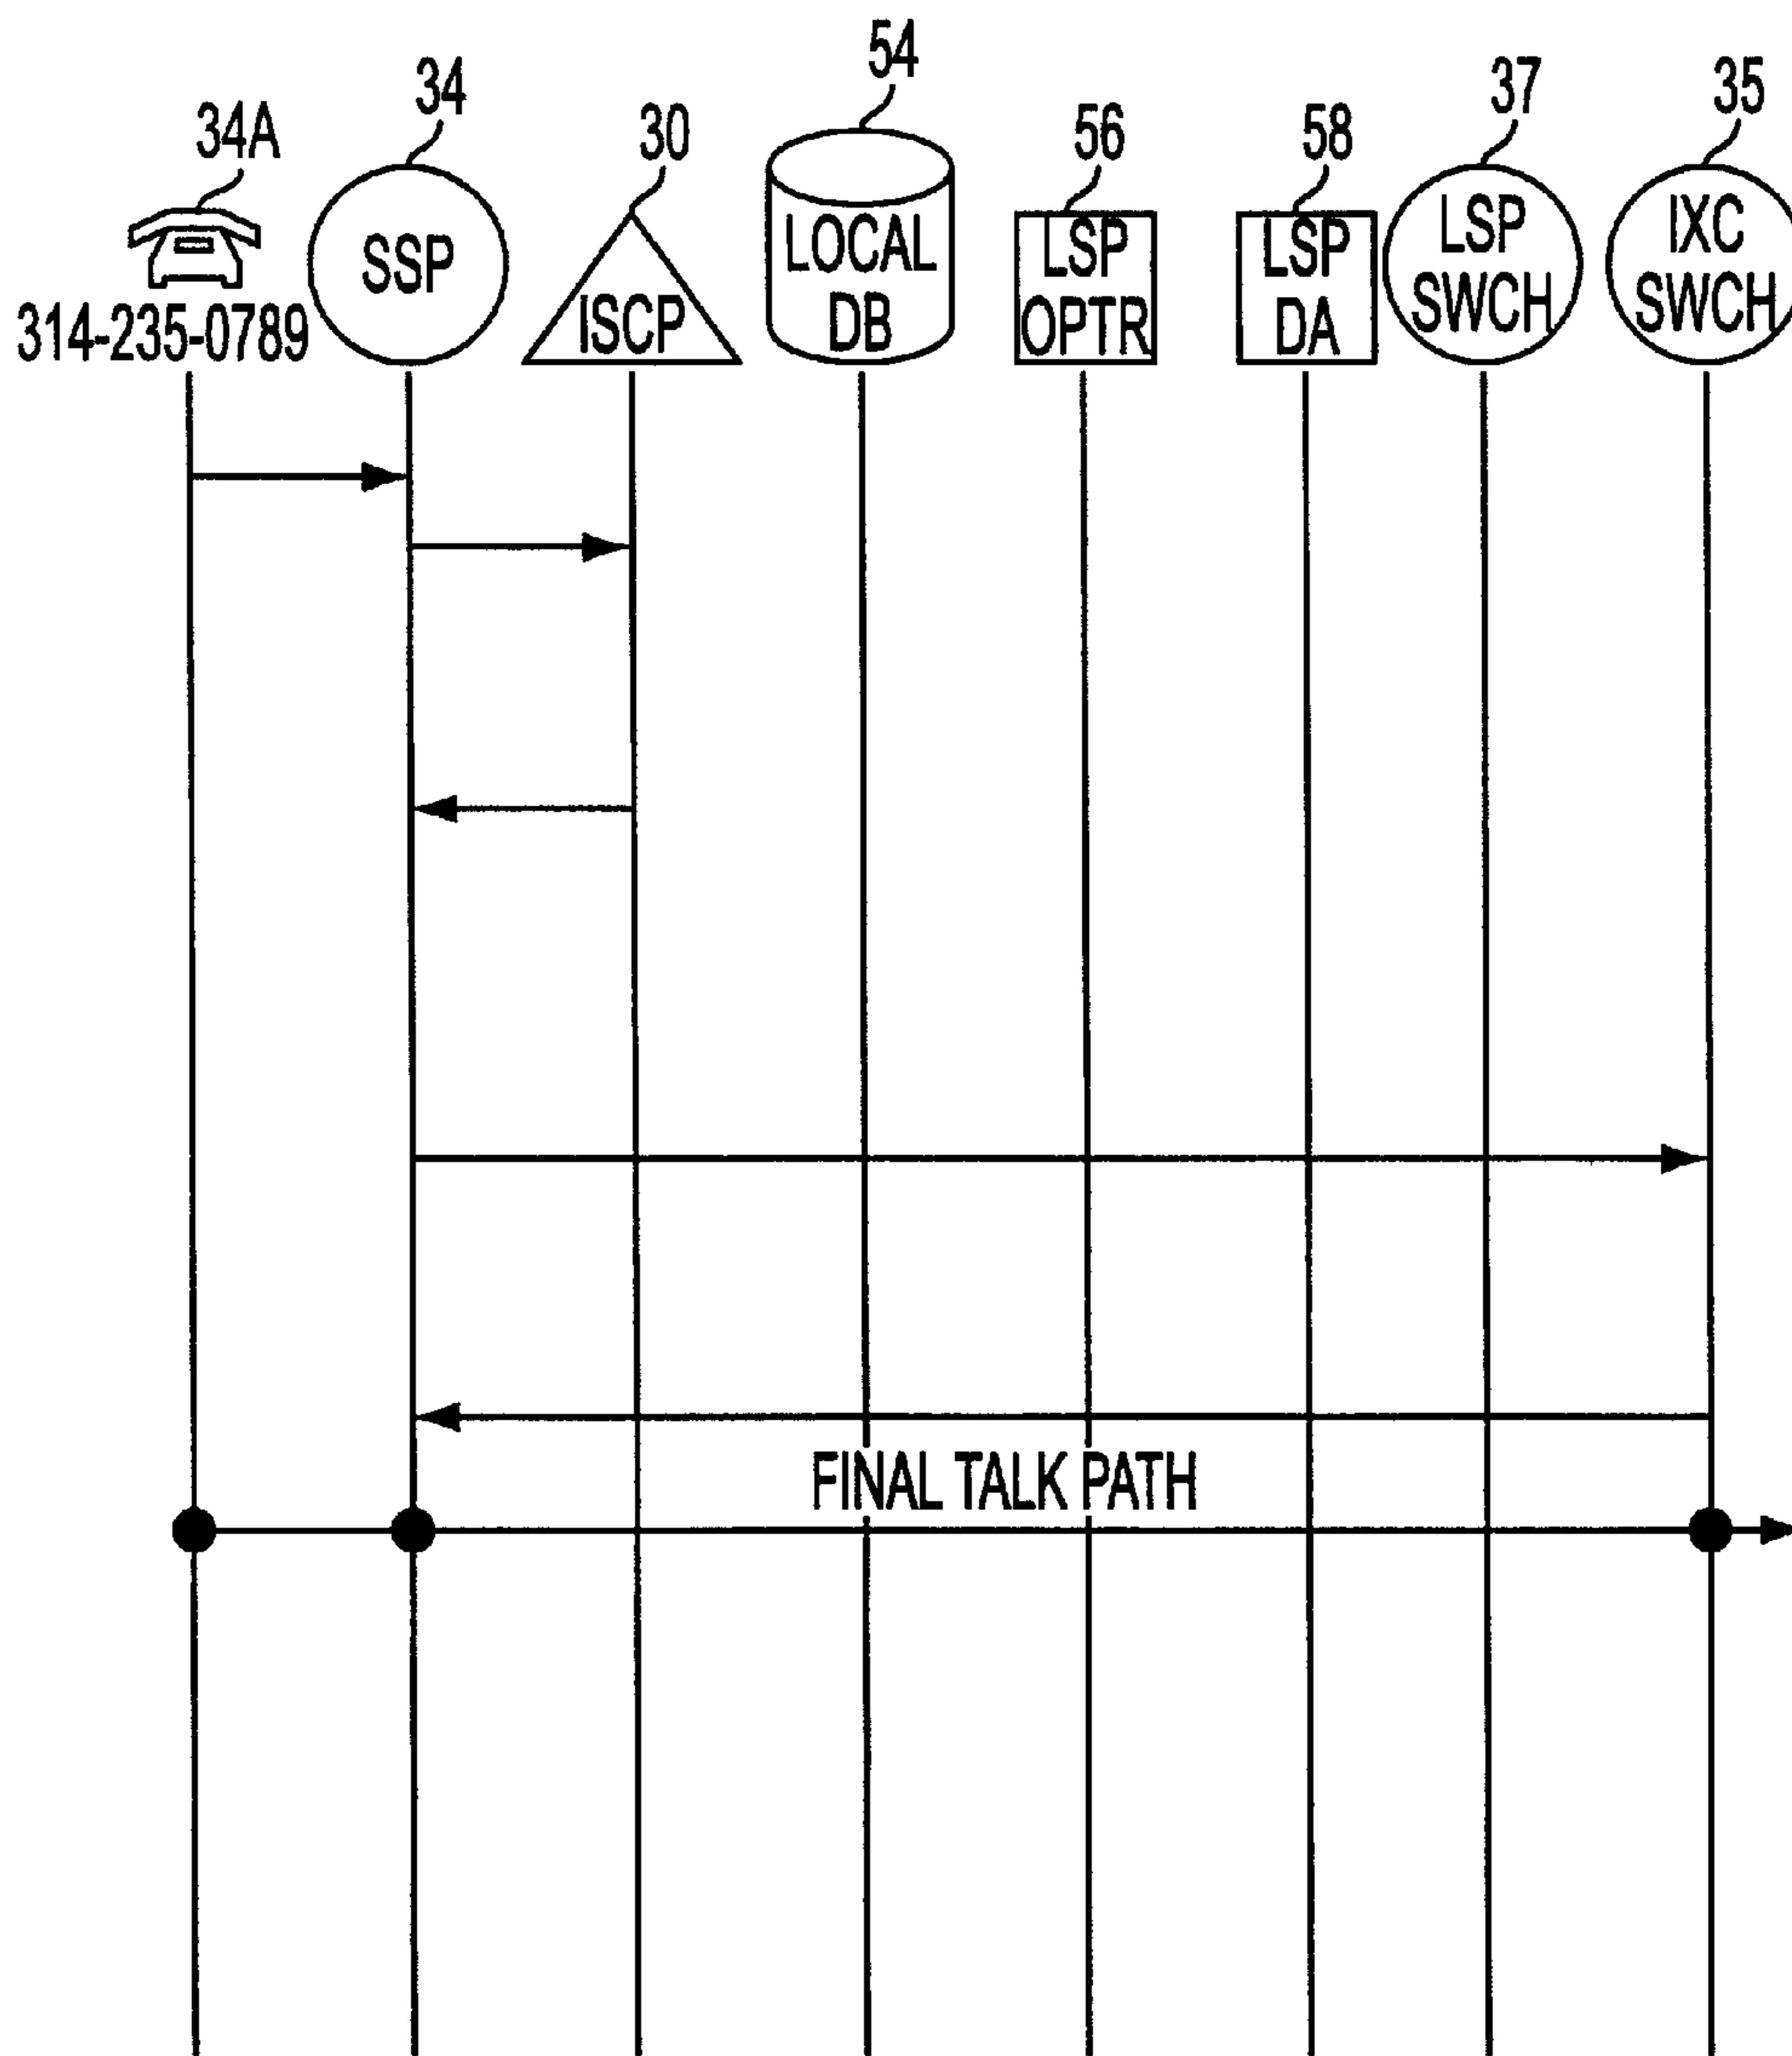 34A
34
30
54
56
58
37
35
314-235-0789
SSP
ISCP
LOCAL
DB
LSP
OPTR
LSP
DA
LSP
SWCH
IXC
SWCH
FINAL TALK PATH